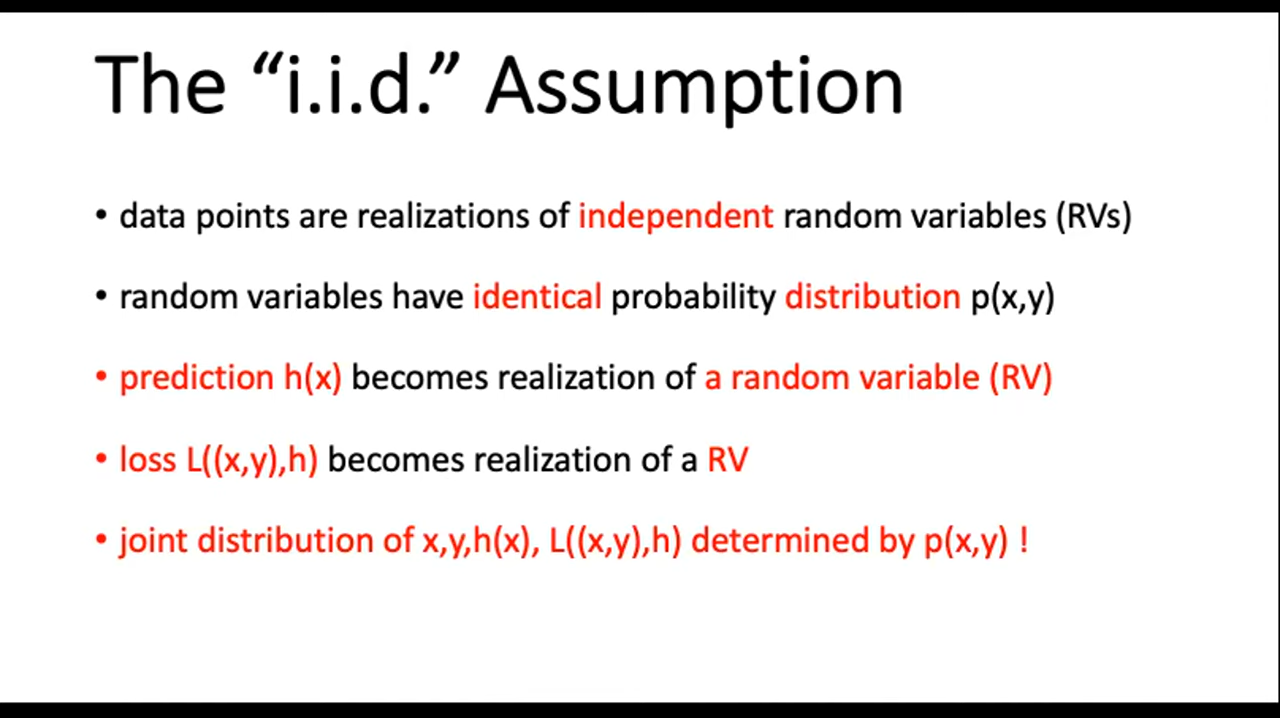 The “i.i.d.” Assumption
• data points are realizations of independent random variables (RVs)
• random variables have identical probability distribution p(x,y)
• prediction h(x) becomes realization of a random variable (RV)
• loss L((x,y),h) becomes realization of a RV
• joint distribution of x,y,h(x), L((x,y),h) determined by p(x,y) !